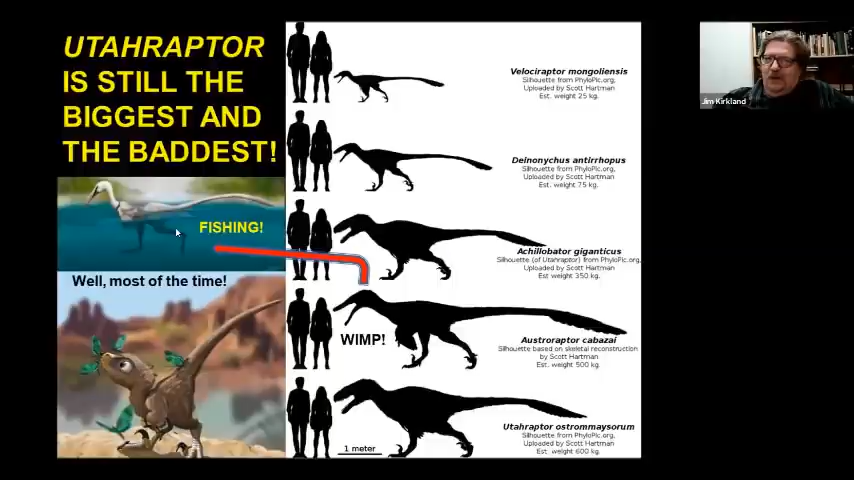 UTAHRAPTOR
IS STILL THE
BIGGEST AND
THE BADDEST!
FISHING!
Well, most of the time!
Velociraptor mongoliensis
Silhouette from PhyloPic.org,
Uploaded by Scott Hartman
Est. weight 25 kg.
Deinonychus antirrhopus
Silhouette from PhyloPic.org,
Uploaded by Scott Hartman
Est. weight 75 kg.
Achillobator giganticus
Silhouette (of Utahraptor) from PhyloPic.org,
Uploaded by Scott Hartman
Est weight 350 kg.
WIMP!
Austroraptor cabazai
Silhouette based on skeletal reconstruction
by Scott Hartman
Est. weight 500 kg.
Utahraptor ostrommaysorum
Silhouette from PhyloPic.org,
Uploaded by Scott Hartman
Est. weight 600 kg.
1 meter
Jim Kirkland